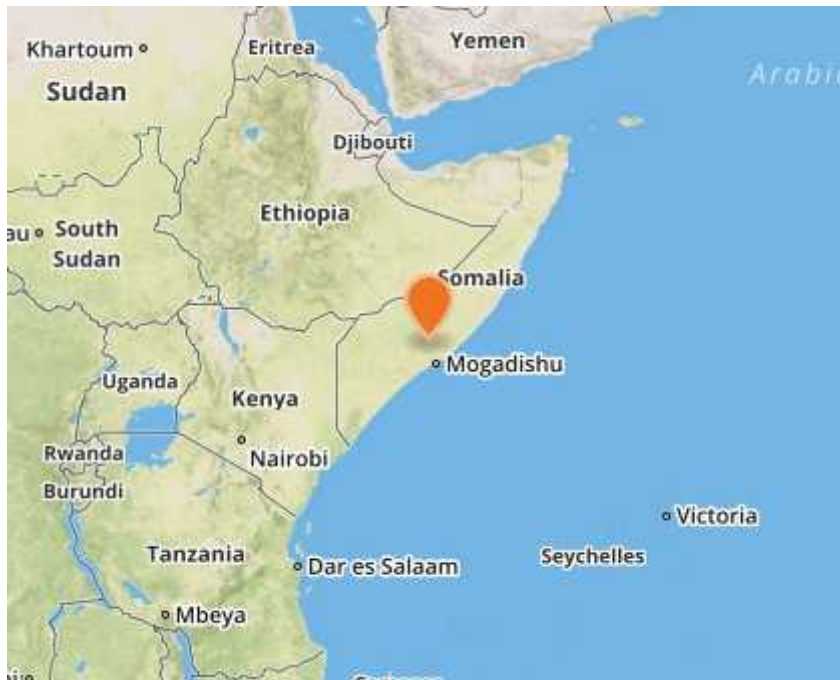 Yemen
Khartoum
Eritrea
Arabi
Sudan
Djibouti
Ethiopia
au
South
Sudan
Somalia
Mogadishu
Uganda
Kenya
Nairobi
Rwanda
Burundi
Victoria
Tanzania
Seychelles
Dar es Salaam
Mbeya